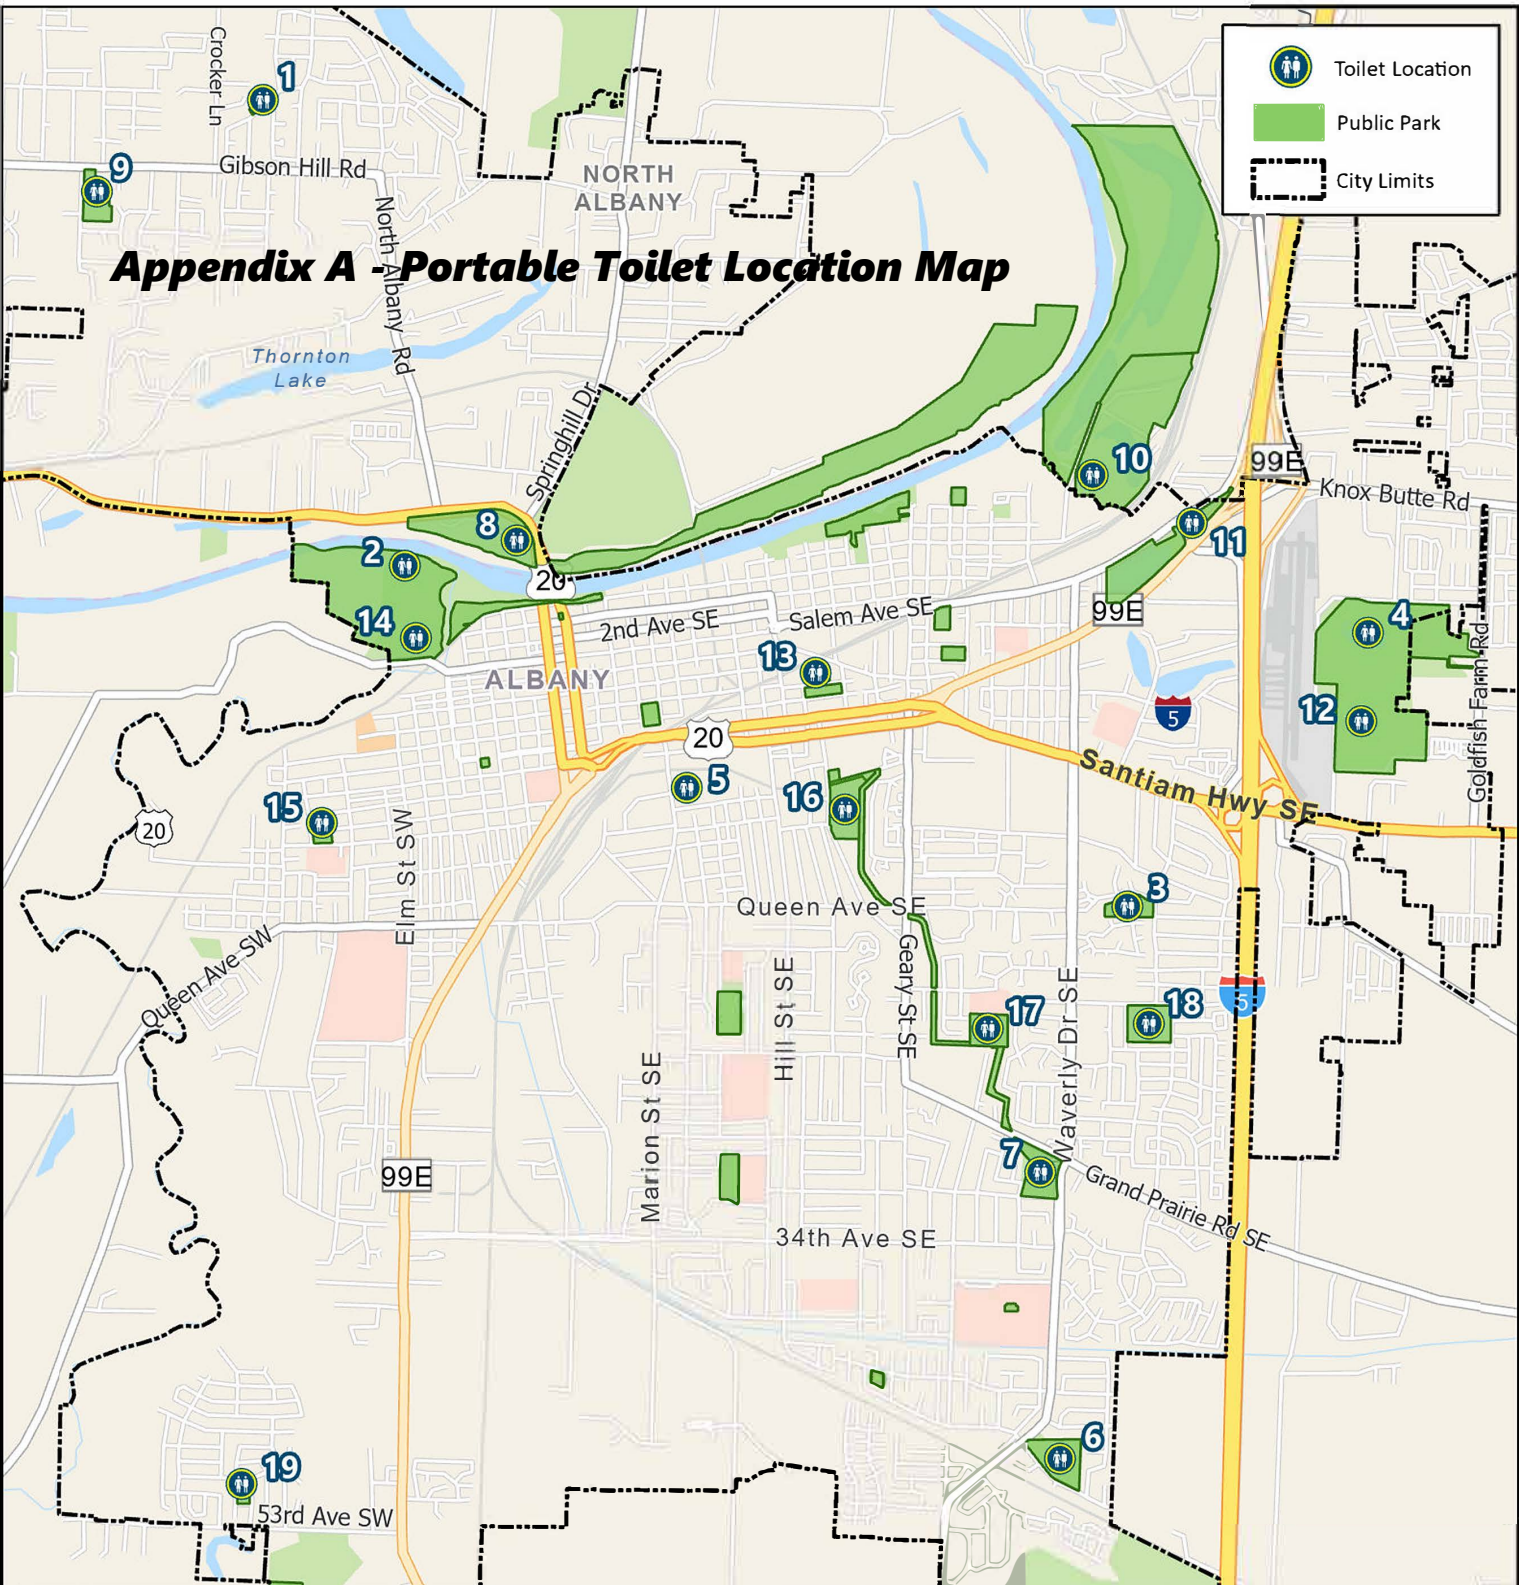 Crocker Ln
1
Toilet Location
Public Park
City Limits
9
Gibson Hill Rd
NORTH
ALBANY
North Albany Rd
Appendix A - Portable Toilet Location Map
Thornton
Lake
Springhill Dr
10
99E
Knox Butte Rd
8
2
11
20
14
2nd Ave SE
Salem Ave SE
99E
4
13
ALBANY
Goldfish Farm Rd
5
12
20
Santiam Hwy SE
5
16
15
20
Elm St SW
3
Queen Ave SE
Queen Ave SW
Geary St SE
Hill St SE
Waverly Dr SE
17
18
5
Marion St SE
7
99E
Grand Prairie Rd SE
34th Ave SE
6
19
53rd Ave SW